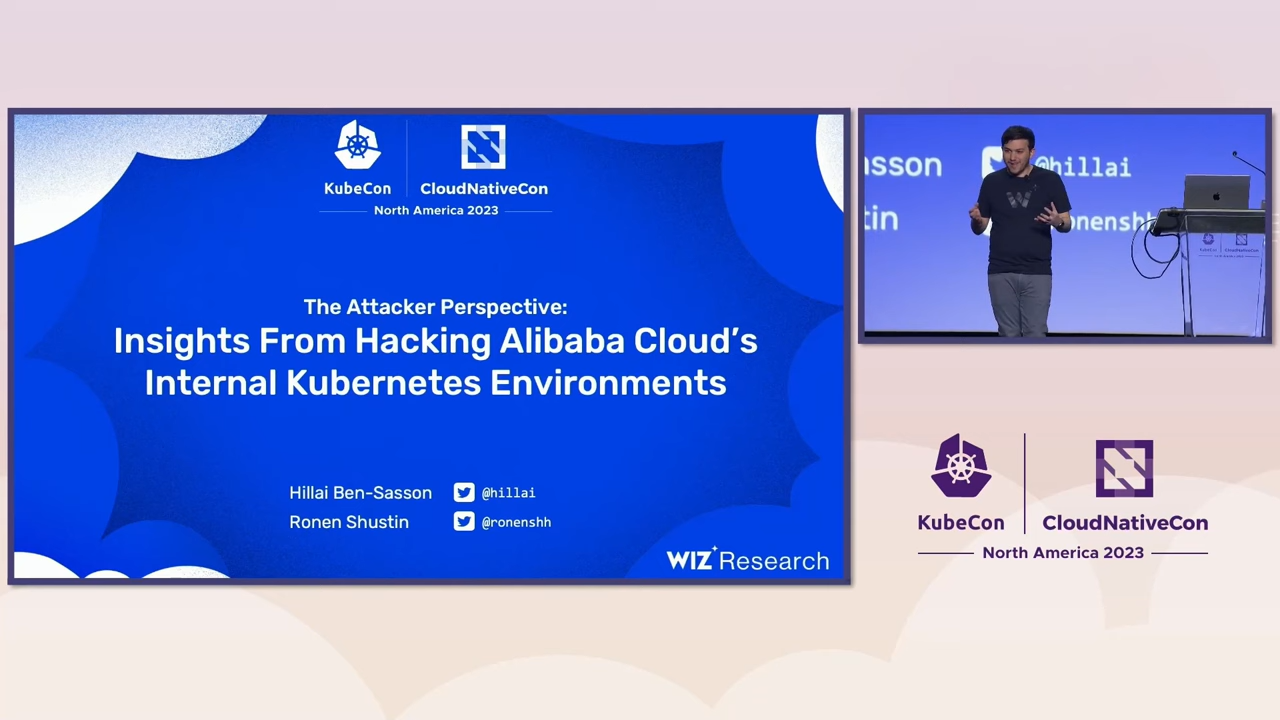 KubeCon
CloudNativeCon
North America 2023
The Attacker Perspective:
Insights From Hacking Alibaba Cloud’s
Internal Kubernetes Environments
Hillai Ben-Sasson @hillai
Ronen Shustin @ronenshh
WIZ Research
sasson @hillai
tin ronenshh
W
KubeCon
CloudNativeCon
North America 2023